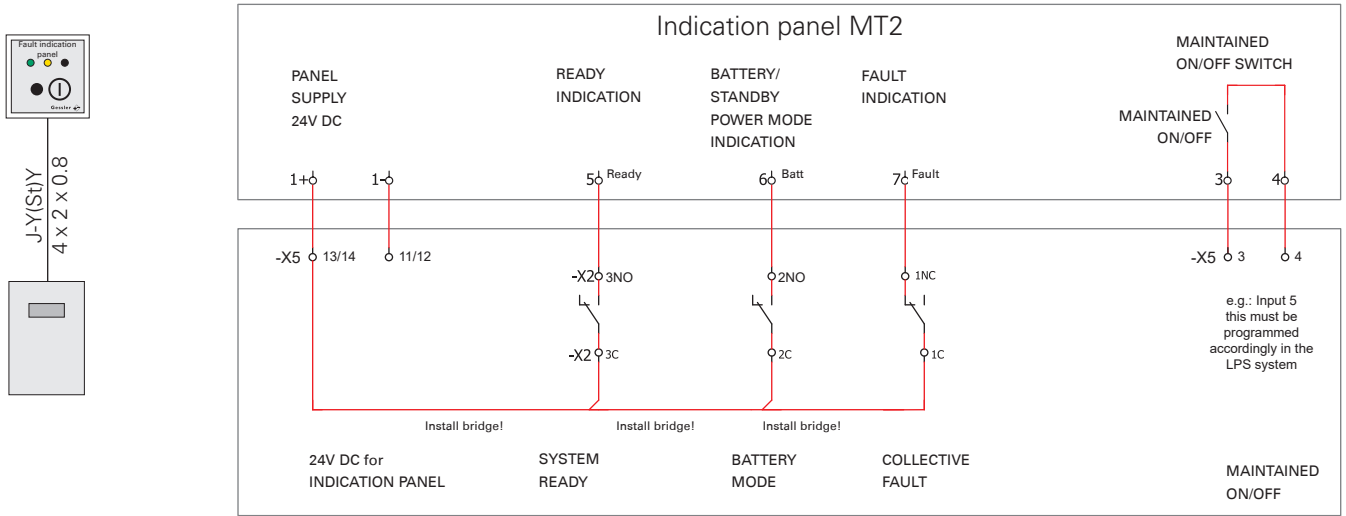 Fault indication
panel
Gessler
J-Y(St)Y
4 x 2 x 0.8
Indication panel MT2
PANEL
SUPPLY
24V DC
READY
INDICATION
BATTERY/
STANDBY
POWER MODE
INDICATION
FAULT
INDICATION
MAINTAINED
ON/OFF SWITCH
MAINTAINED
ON/OFF
1+
1-
5 Ready
6 Batt
7 Fault
3
4
-X5 13/14
11/12
-X2 3NO
2NO
1NC
-X5 3
4
-X2 3C
2C
1C
e.g.: Input 5
this must be
programmed
accordingly in the
LPS system
Install bridge!
Install bridge!
Install bridge!
24V DC for
INDICATION PANEL
SYSTEM
READY
BATTERY
MODE
COLLECTIVE
FAULT
MAINTAINED
ON/OFF